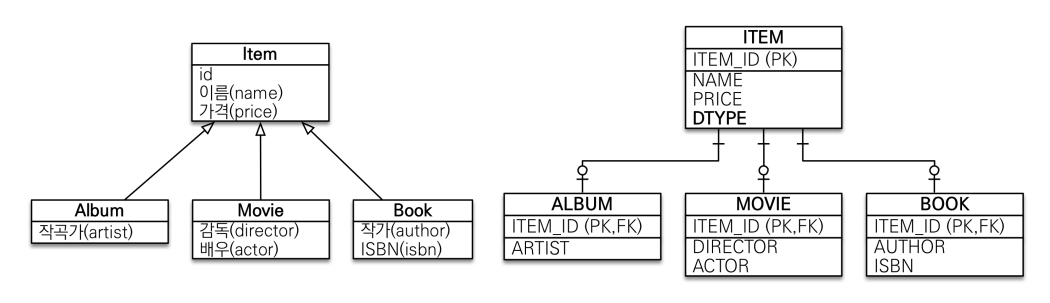 Item
id
이름(name)
가격(price)
Album
작곡가(artist)
Movie
감독(director)
배우(actor)
Book
작가(author)
ISBN(isbn)
ITEM
ITEM_ID (PK)
NAME
PRICE
DTYPE
ALBUM
ITEM_ID (PK,FK)
ARTIST
MOVIE
ITEM_ID (PK,FK)
DIRECTOR
ACTOR
BOOK
ITEM_ID (PK,FK)
AUTHOR
ISBN